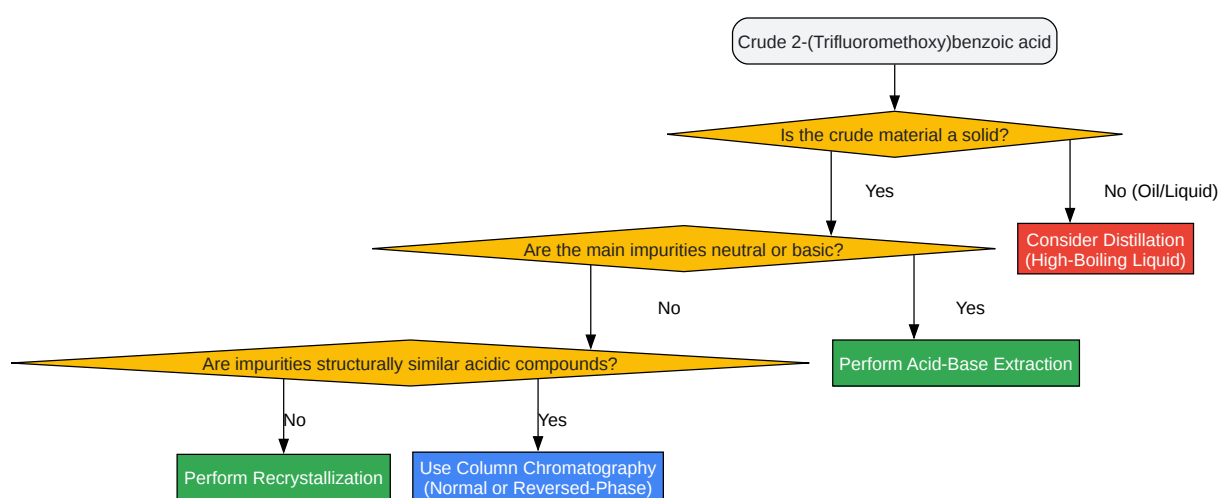 Crude 2-(Trifluoromethoxy)benzoic acid
Is the crude material a solid?
Yes
No (Oil/Liquid)
Are the main impurities neutral or basic?
Consider Distillation
(High-Boiling Liquid)
No
Yes
Are impurities structurally similar acidic compounds?
Perform Acid-Base Extraction
No
Yes
Perform Recrystallization
Use Column Chromatography
(Normal or Reversed-Phase)